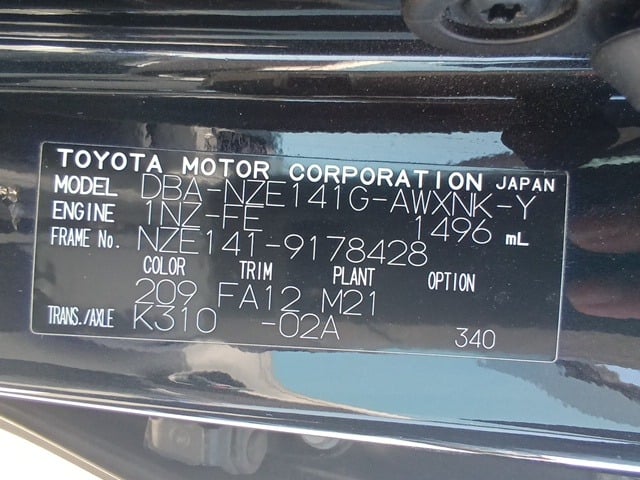 TOYOTA MOTOR CORPORATION JAPAN
MODEL DBA-NZE141G-AWXNK-Y
ENGINE 1NZ-FE 1496 mL
FRAME No. NZE141-9178428
COLOR TRIM PLANT OPTION
209 FA12 M21
TRANS./AXLE K310 -02A 340